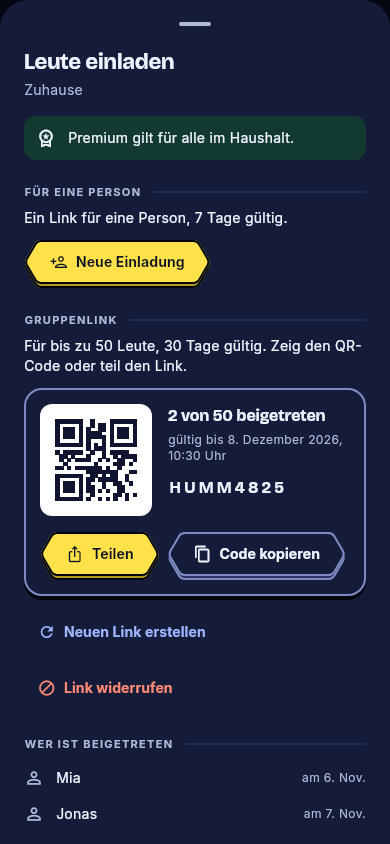 Leute einladen
Zuhause
Premium gilt für alle im Haushalt.
FÜR EINE PERSON
Ein Link für eine Person, 7 Tage gültig.
Neue Einladung
GRUPPENLINK
Für bis zu 50 Leute, 30 Tage gültig. Zeig den QR-
Code oder teil den Link.
2 von 50 beigetreten
gültig bis 8. Dezember 2026,
10:30 Uhr
HUMM4825
Teilen
Code kopieren
Neuen Link erstellen
Link widerrufen
WER IST BEIGETRETEN
Mia am 6. Nov.
Jonas am 7. Nov.